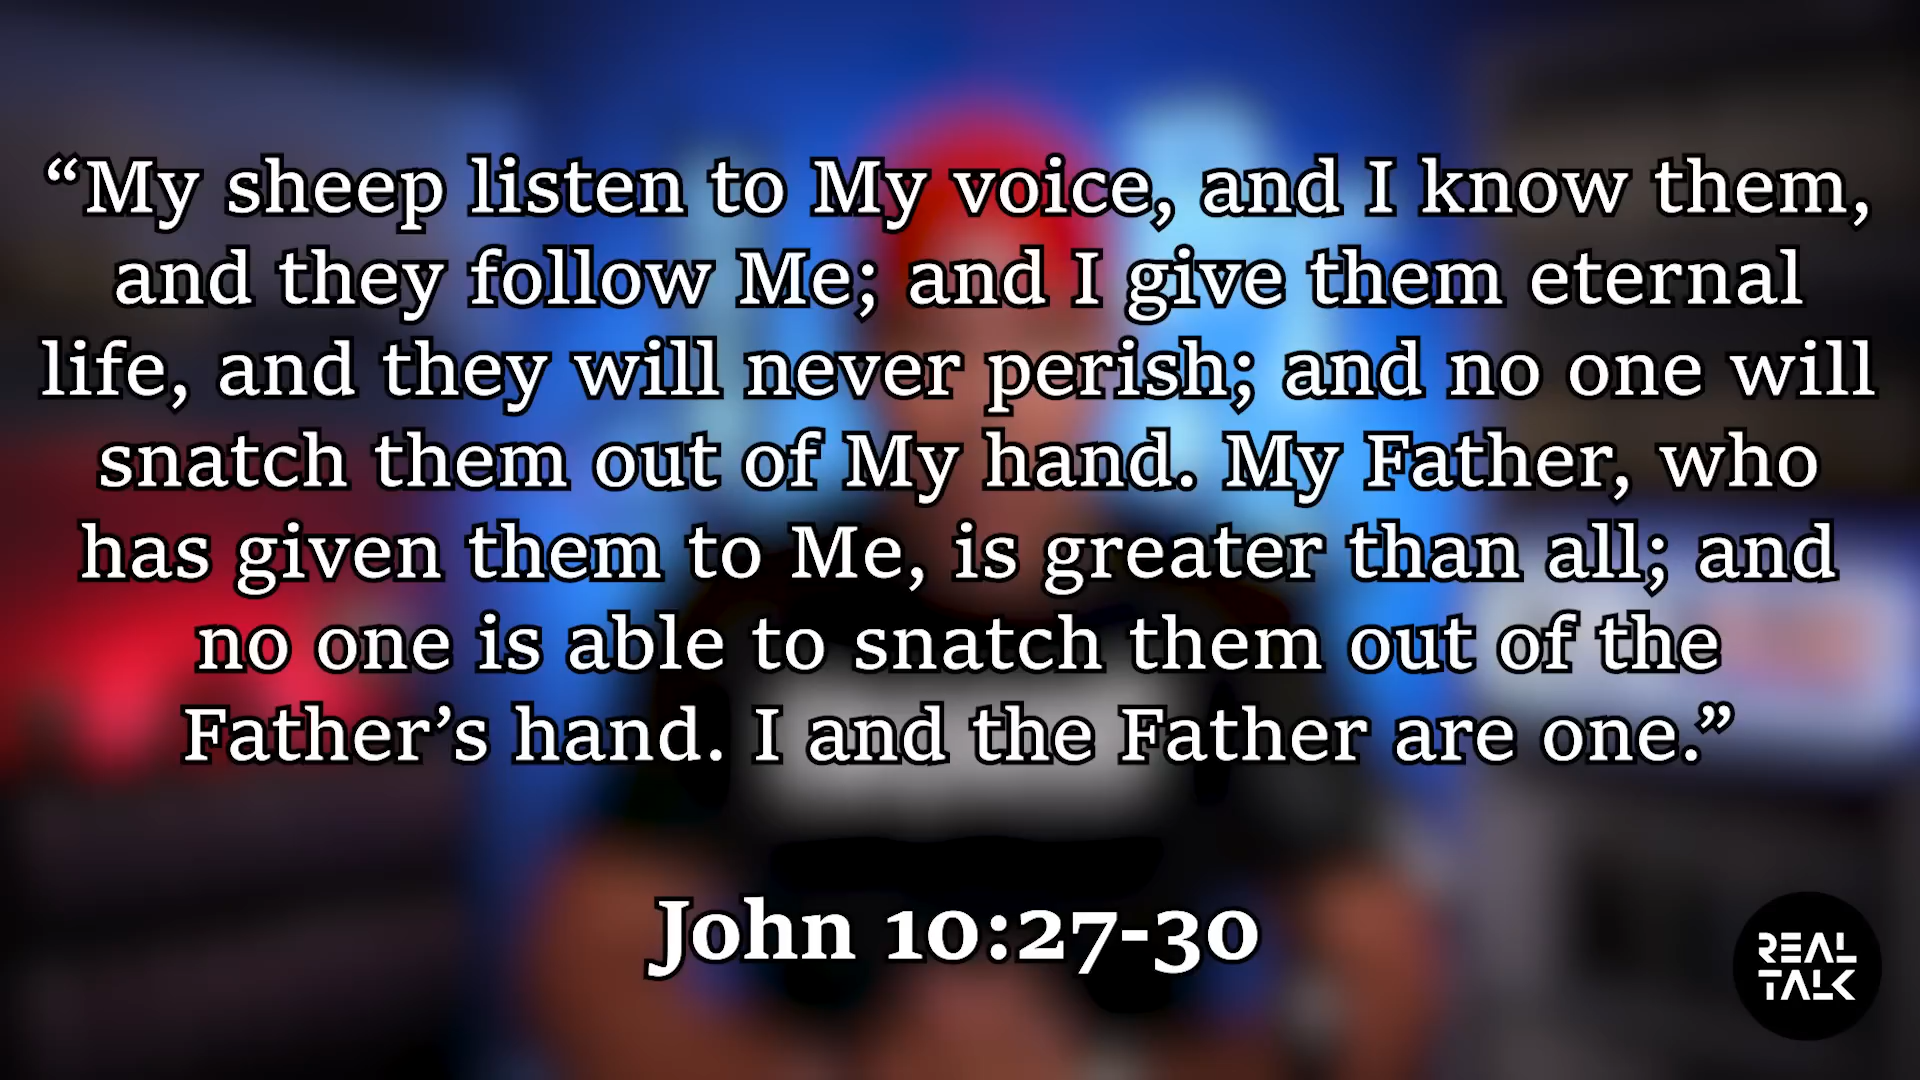 “My sheep listen to My voice, and I know them,
and they follow Me; and I give them eternal
life, and they will never perish; and no one will
snatch them out of My hand. My Father, who
has given them to Me, is greater than all; and
no one is able to snatch them out of the
Father’s hand. I and the Father are one.”
John 10:27-30
REAL
TALK